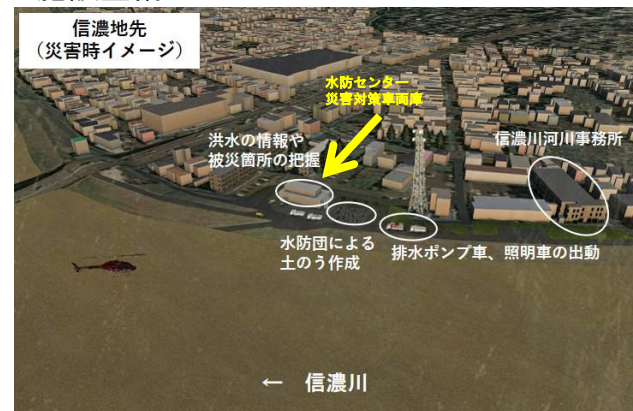 信濃地先
（災害時イメージ）
水防センター
災害対策車両庫
洪水の情報や
被災箇所の把握
信濃川河川事務所
水防団による
土のう作成
排水ポンプ車、照明車の出動
← 信濃川